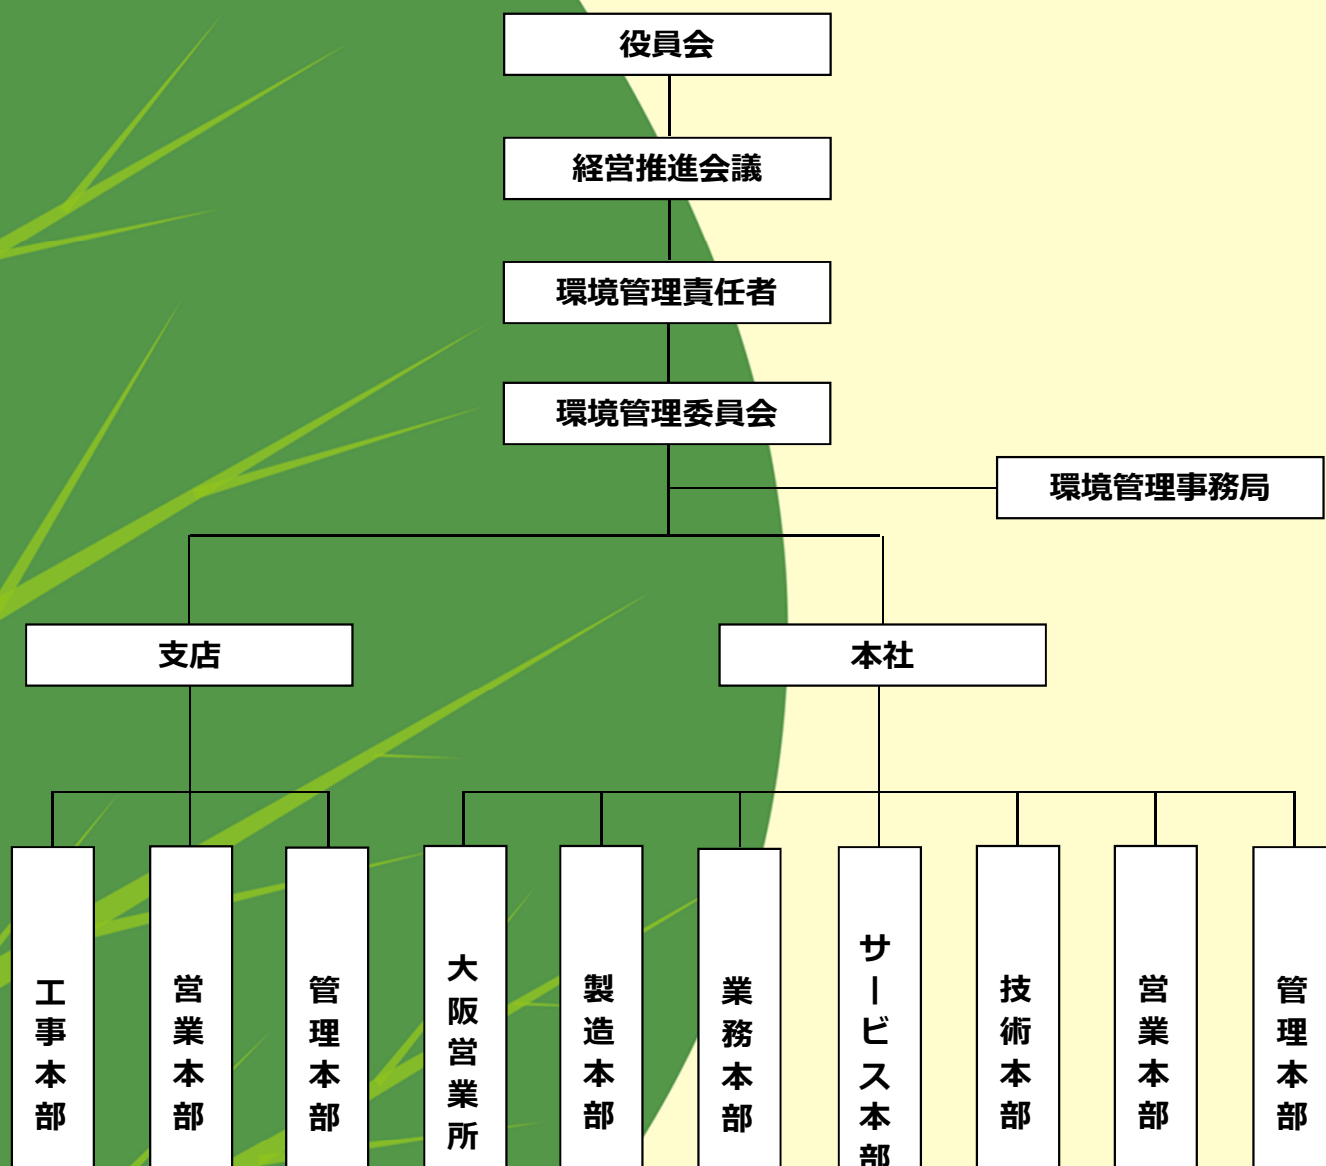 役員会
経営推進会議
環境管理責任者
環境管理委員会
環境管理事務局
支店
本社
工事本部
営業本部
管理本部
大阪営業所
製造本部
業務本部
サービス本部
技術本部
営業本部
管理本部